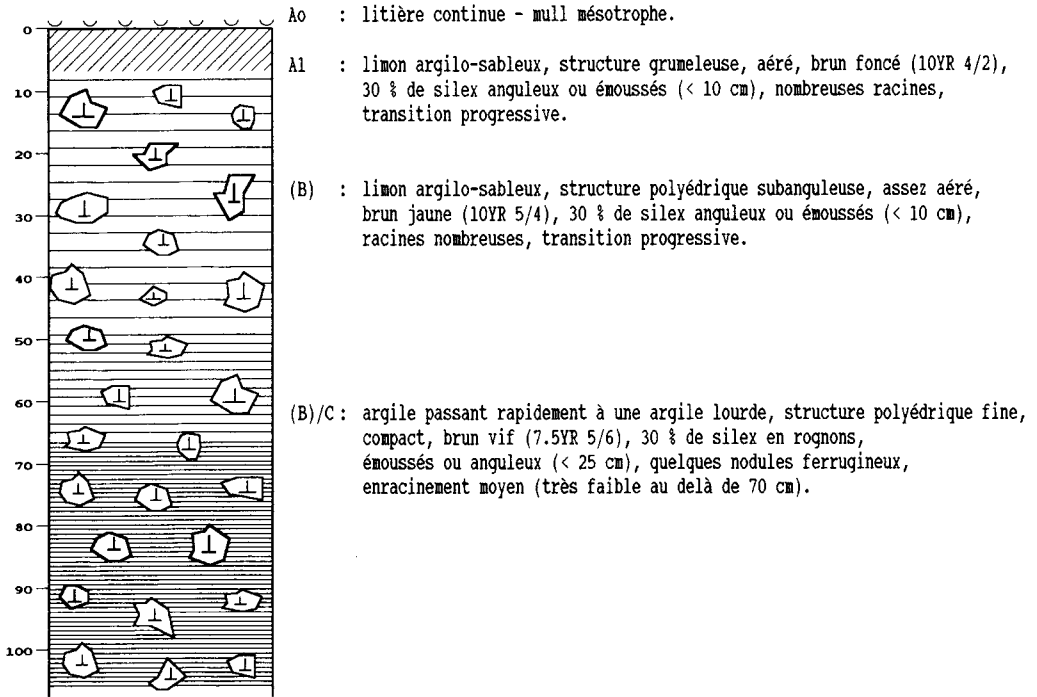 Ao : litière continue - mull mésotrophe.
A1 : limon argilo-sableux, structure grumeleuse, aéré, brun foncé (10YR 4/2),
30 % de silex anguleux ou émoussés (< 10 cm), nombreuses racines,
transition progressive.
(B) : limon argilo-sableux, structure polyédrique subanguleuse, assez aéré,
brun jaune (10YR 5/4), 30 % de silex anguleux ou émoussés (< 10 cm),
racines nombreuses, transition progressive.
(B)/C : argile passant rapidement à une argile lourde, structure polyédrique fine,
compact, brun vif (7.5YR 5/6), 30 % de silex en rognons,
émoussés ou anguleux (< 25 cm), quelques nodules ferrugineux,
enracinement moyen (très faible au delà de 70 cm).
0
10
20
30
40
50
60
70
80
90
100